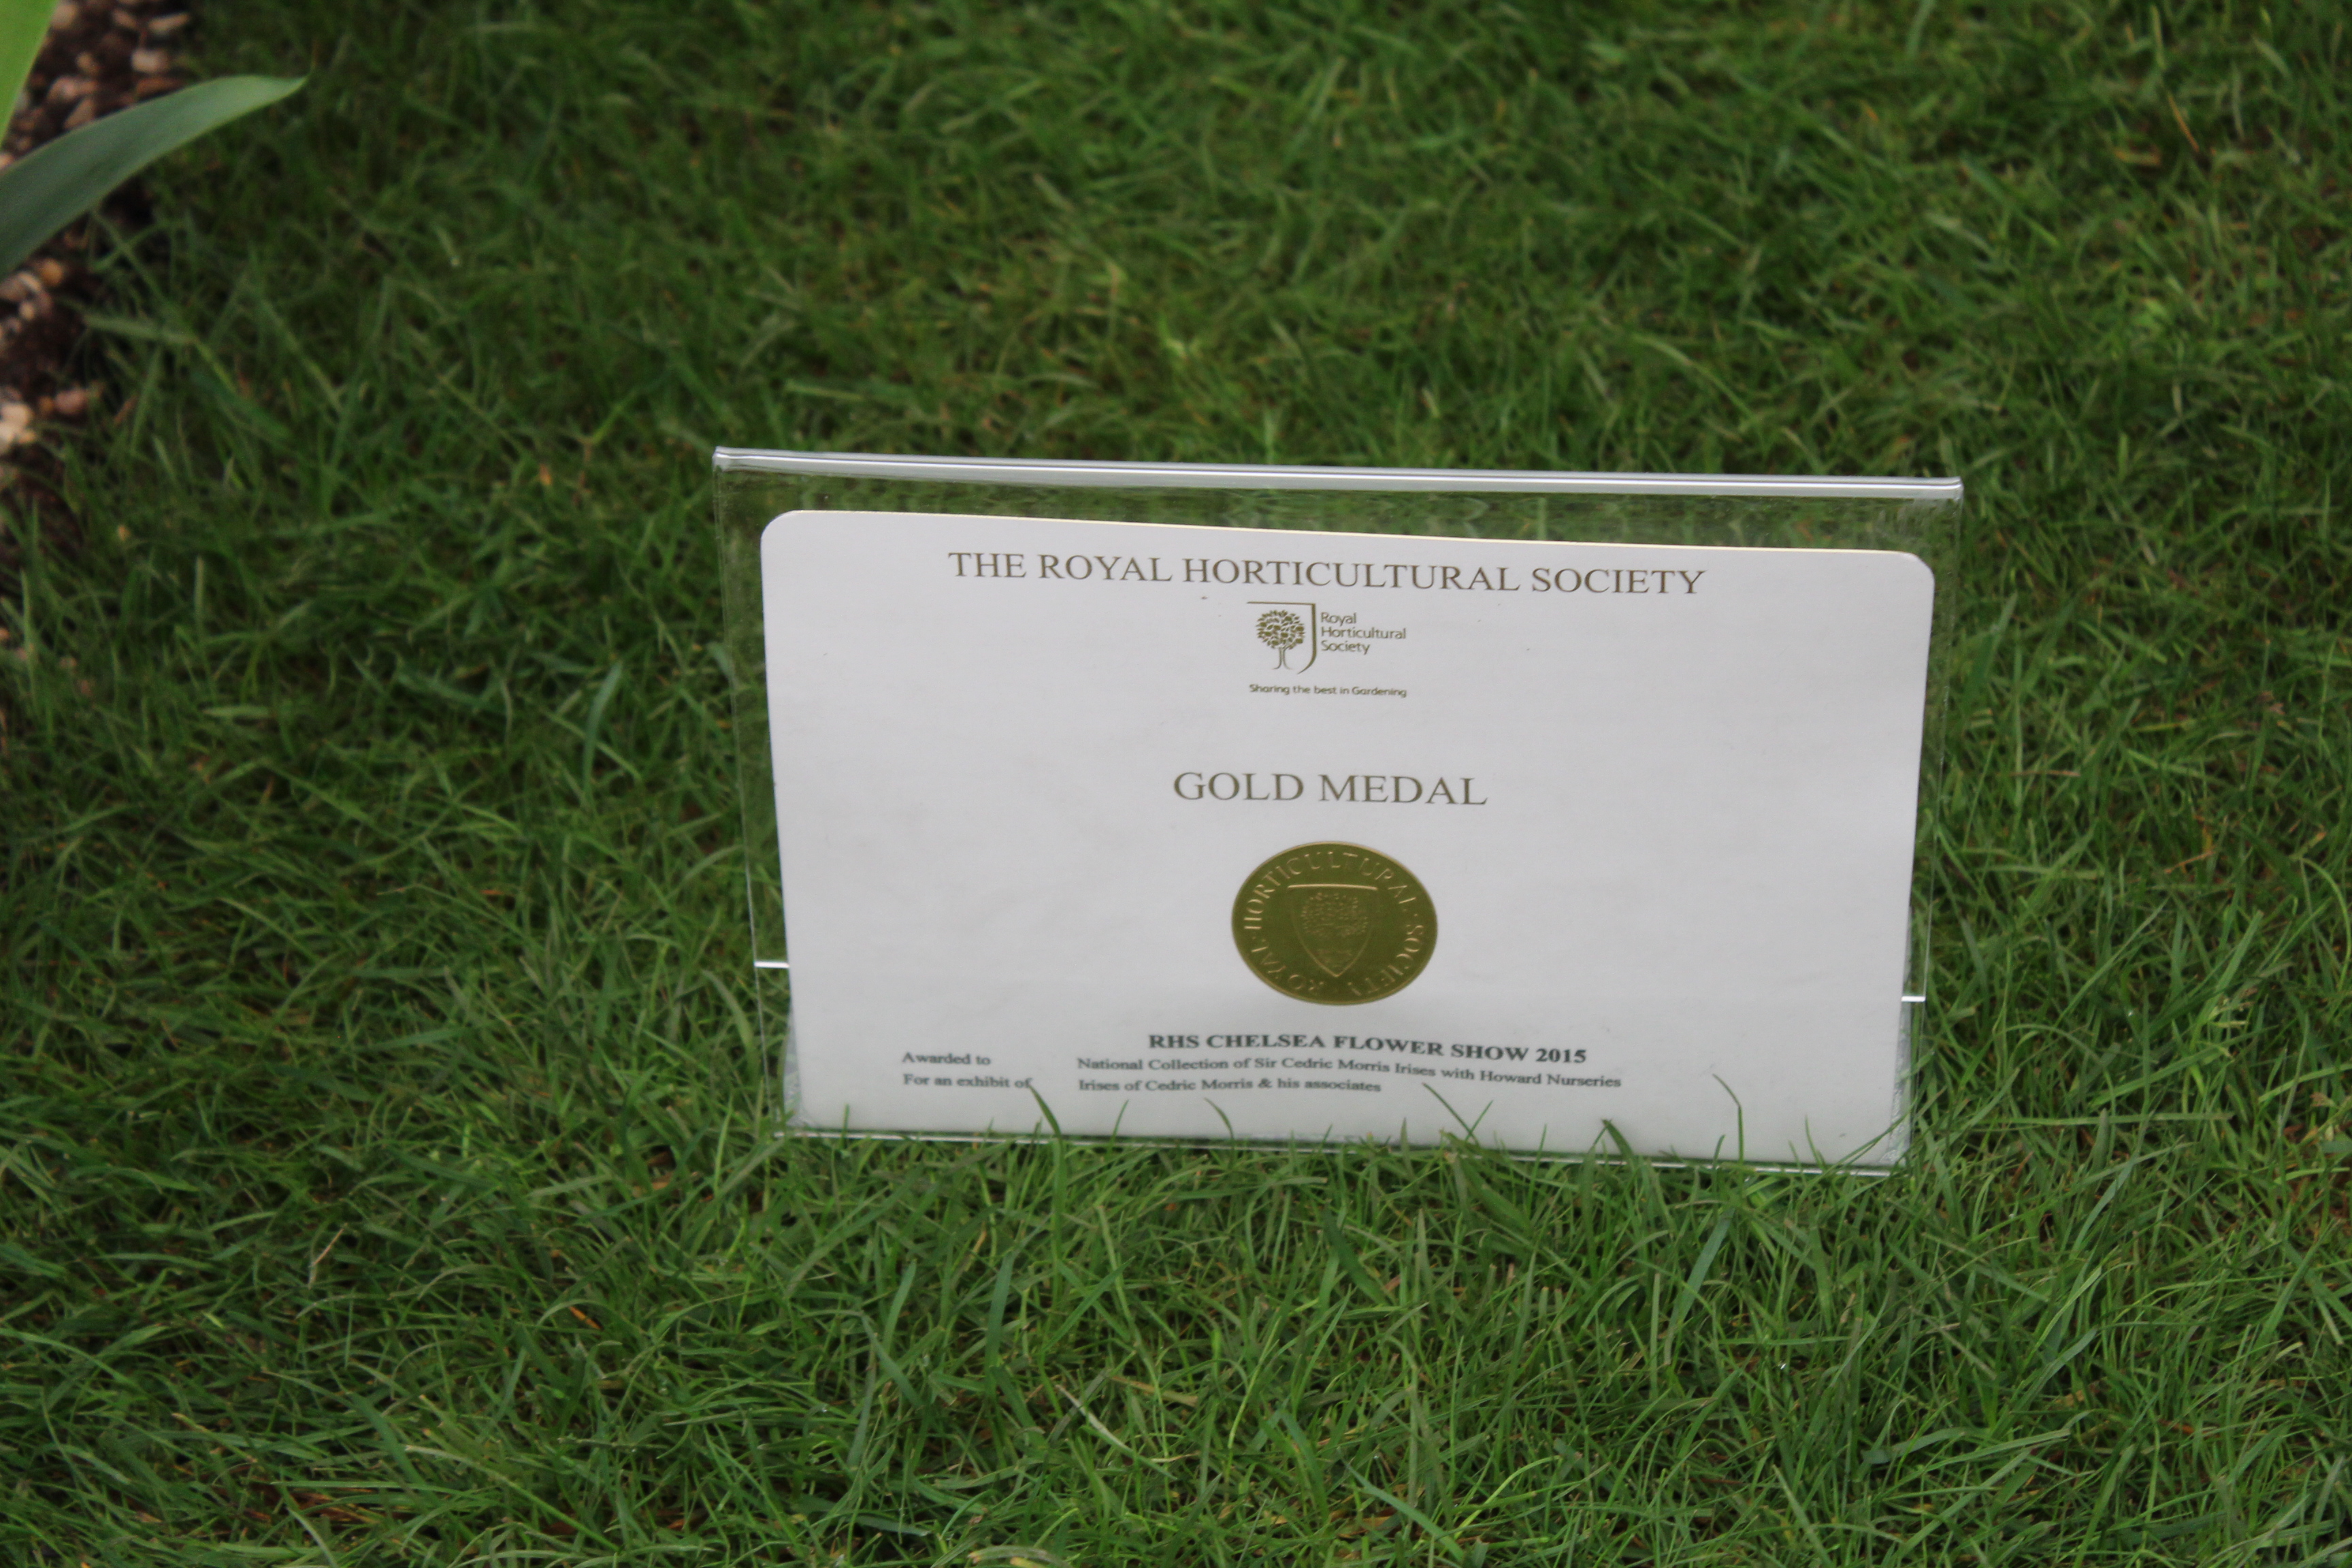 THE ROYAL HORTICULTURAL SOCIETY
Royal
Horticultural
Society
Sharing the best in Gardening
GOLD MEDAL
ROYAL · HORTICULTURAL · SOCIETY
RHS CHELSEA FLOWER SHOW 2015
Awarded to National Collection of Sir Cedric Morris Irises with Howard Nurseries
For an exhibit of Irises of Cedric Morris & his associates